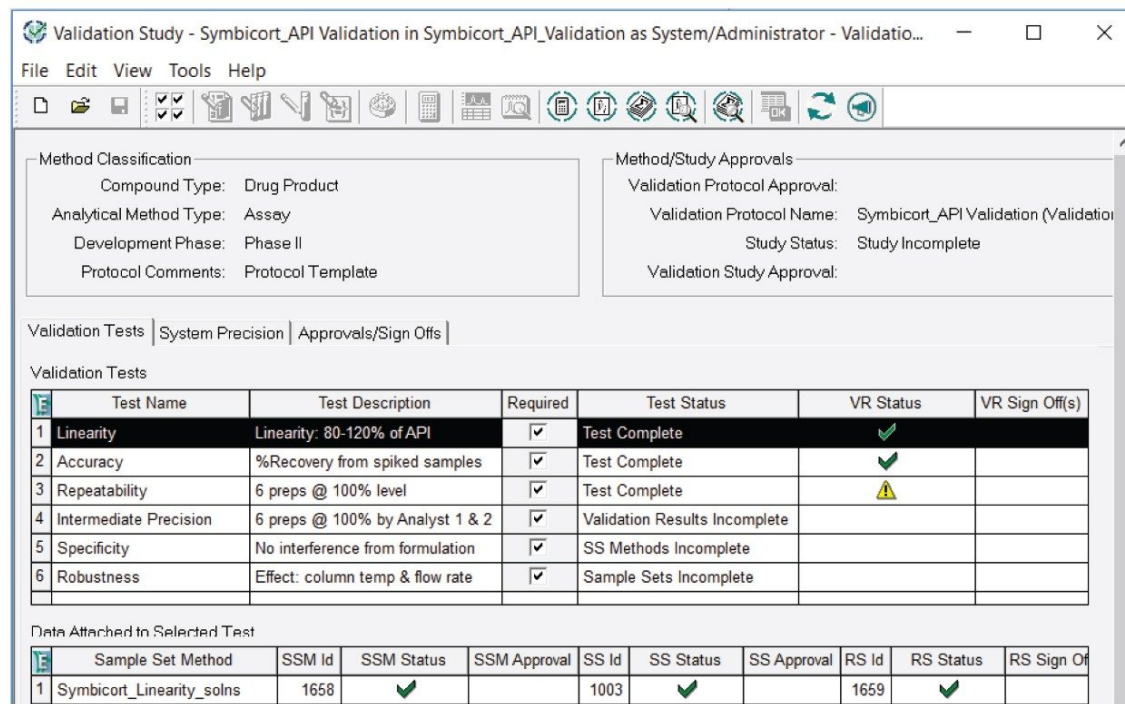 Validation Study - Symbicort_API Validation in Symbicort_API_Validation as System/Administrator - Validatio...
File Edit View Tools Help
Method Classification
Compound Type: Drug Product
Analytical Method Type: Assay
Development Phase: Phase II
Protocol Comments: Protocol Template
Method/Study Approvals
Validation Protocol Approval:
Validation Protocol Name: Symbicort_API Validation (Validation
Study Status: Study Incomplete
Validation Study Approval:
Validation Tests System Precision Approvals/Sign Offs
Validation Tests
Test Name Test Description Required Test Status VR Status VR Sign Off(s)
1 Linearity Linearity: 80-120% of API Test Complete
2 Accuracy %Recovery from spiked samples Test Complete
3 Repeatability 6 preps @ 100% level Test Complete
4 Intermediate Precision 6 preps @ 100% by Analyst 1 & 2 Validation Results Incomplete
5 Specificity No interference from formulation SS Methods Incomplete
6 Robustness Effect: column temp & flow rate Sample Sets Incomplete
Data Attached to Selected Test
Sample Set Method SSM Id SSM Status SSM Approval SS Id SS Status SS Approval RS Id RS Status RS Sign Of
1 Symbicort_Linearity_solns 1658 1003 1659